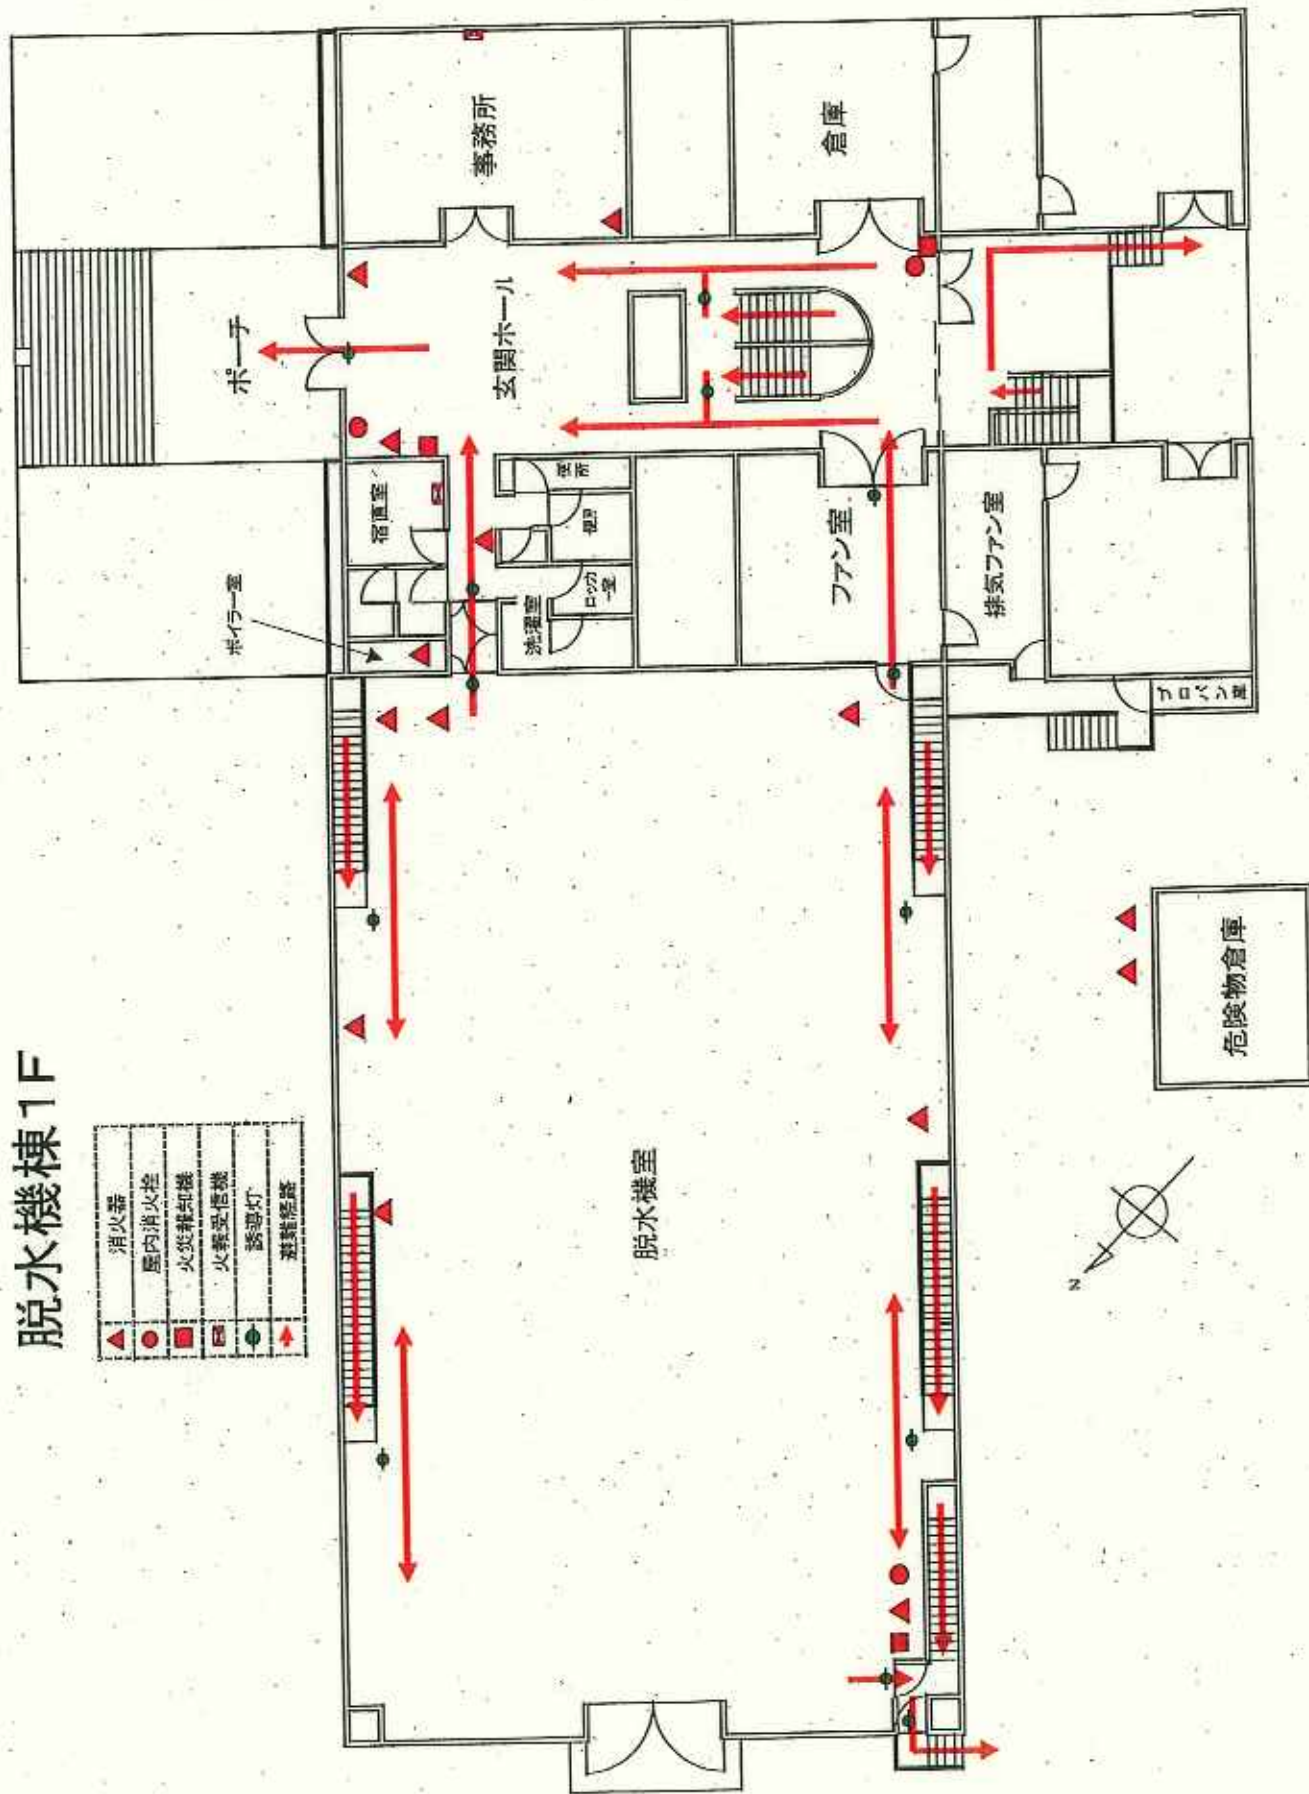 脱水機棟1F
消火器
屋内消火栓
火災報知機
火報受信機
誘導灯
避難経路
ポーチ
ボイラー室
宿直室
事務所
玄関ホール
便所
便所
ロッカー室
洗濯室
倉庫
ファン室
排気ファン室
プロパン庫
脱水機室
危険物倉庫
N